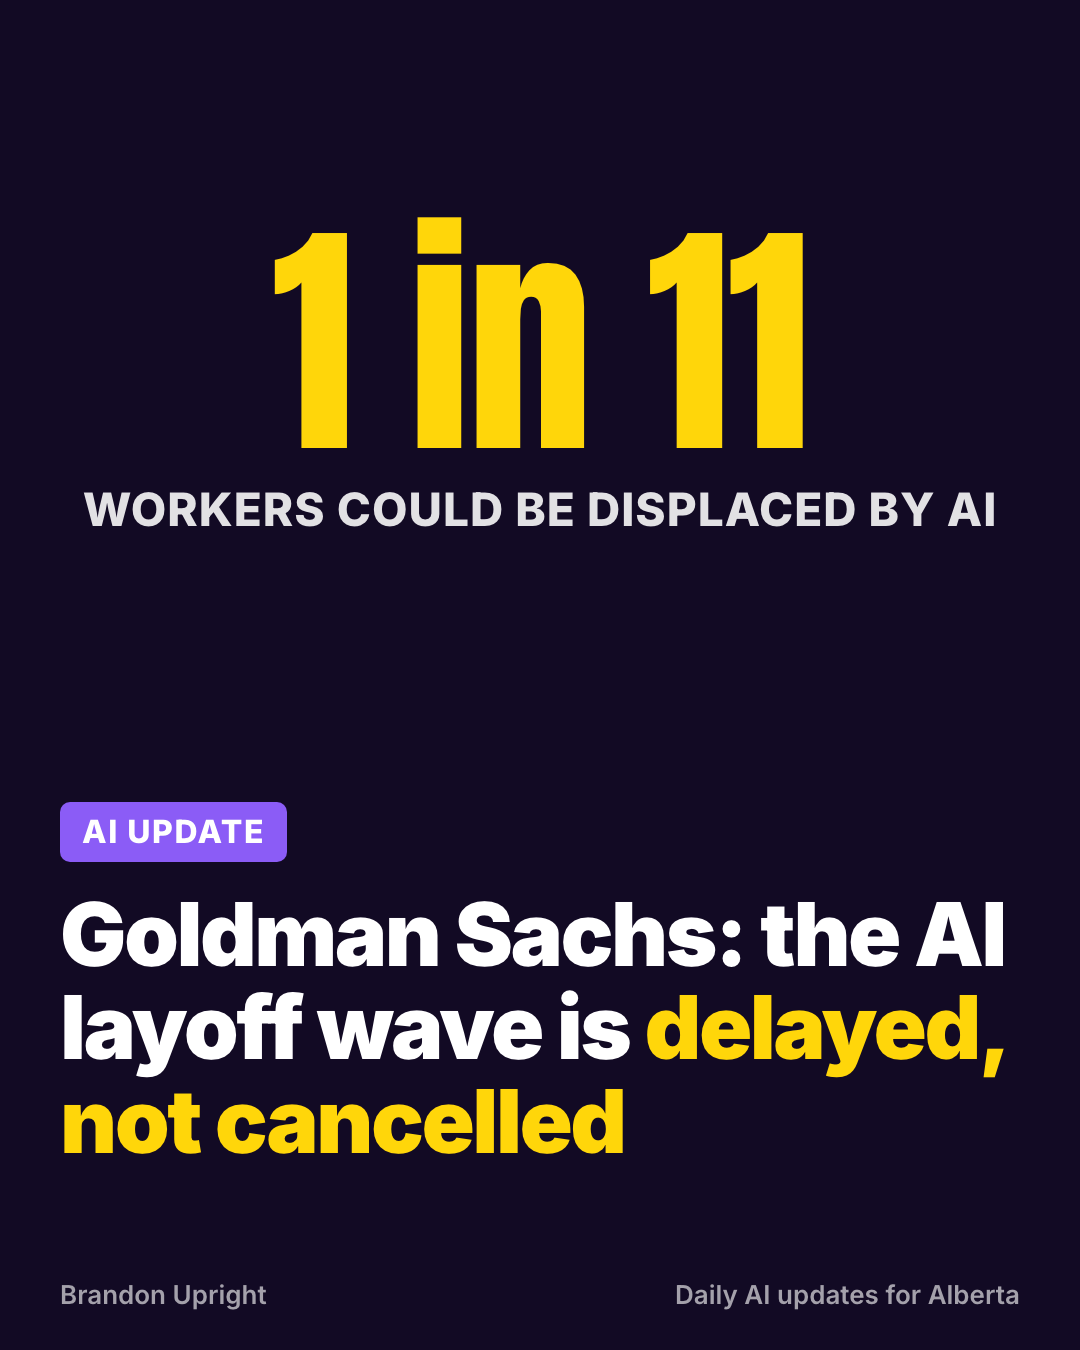 1 in 11
WORKERS COULD BE DISPLACED BY AI
AI UPDATE
Goldman Sachs: the AI
layoff wave is delayed,
not cancelled
Brandon Upright
Daily AI updates for Alberta